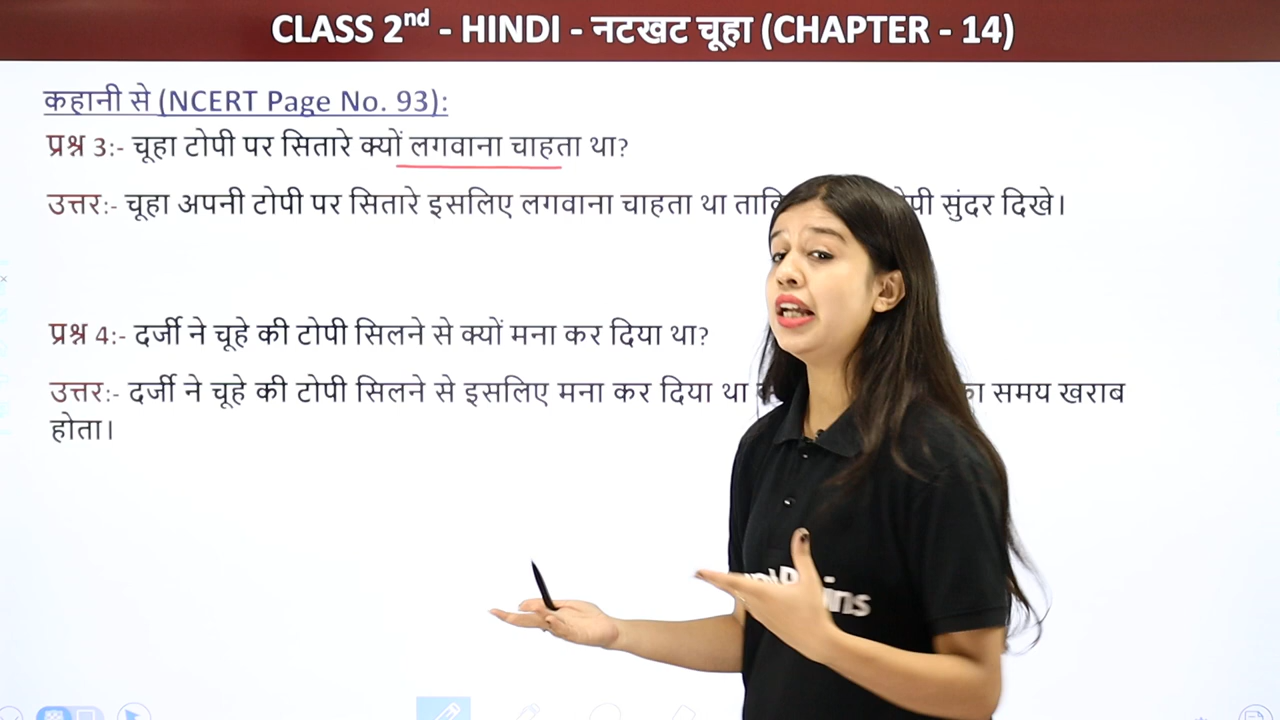 CLASS 2nd - HINDI - नटखट चूहा (CHAPTER - 14)
कहानी से (NCERT Page No. 93):
प्रश्न 3:- चूहा टोपी पर सितारे क्यों लगवाना चाहता था?
उत्तर:- चूहा अपनी टोपी पर सितारे इसलिए लगवाना चाहता था सुंदर दिखे।
प्रश्न 4:- दर्जी ने चूहे की टोपी सिलने से क्यों मना कर दिया था?
उत्तर:- दर्जी ने चूहे की टोपी सिलने से इसलिए मना कर दिया था समय खराब
होता।